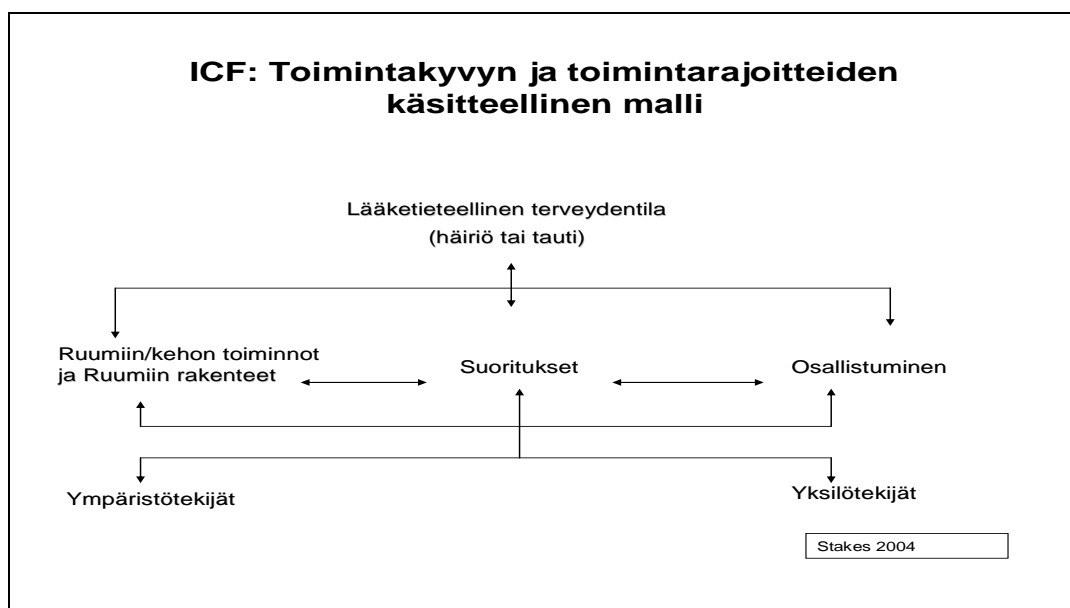 ICF: Toimintakyvyn ja toimintarajoitteiden
käsitteellinen malli
Lääketieteellinen terveydentila
(häiriö tai tauti)
Ruumiin/kehon toiminnot
ja Ruumiin rakenteet
Suoritukset
Osallistuminen
Ympäristötekijät
Yksilötekijät
Stakes 2004